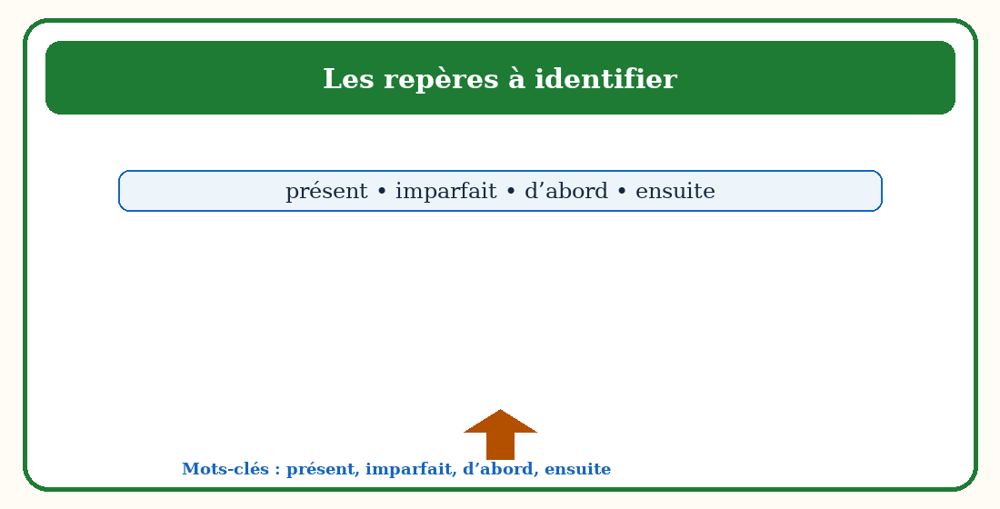 Les repères à identifier
présent • imparfait • d’abord • ensuite
Mots-clés : présent, imparfait, d’abord, ensuite